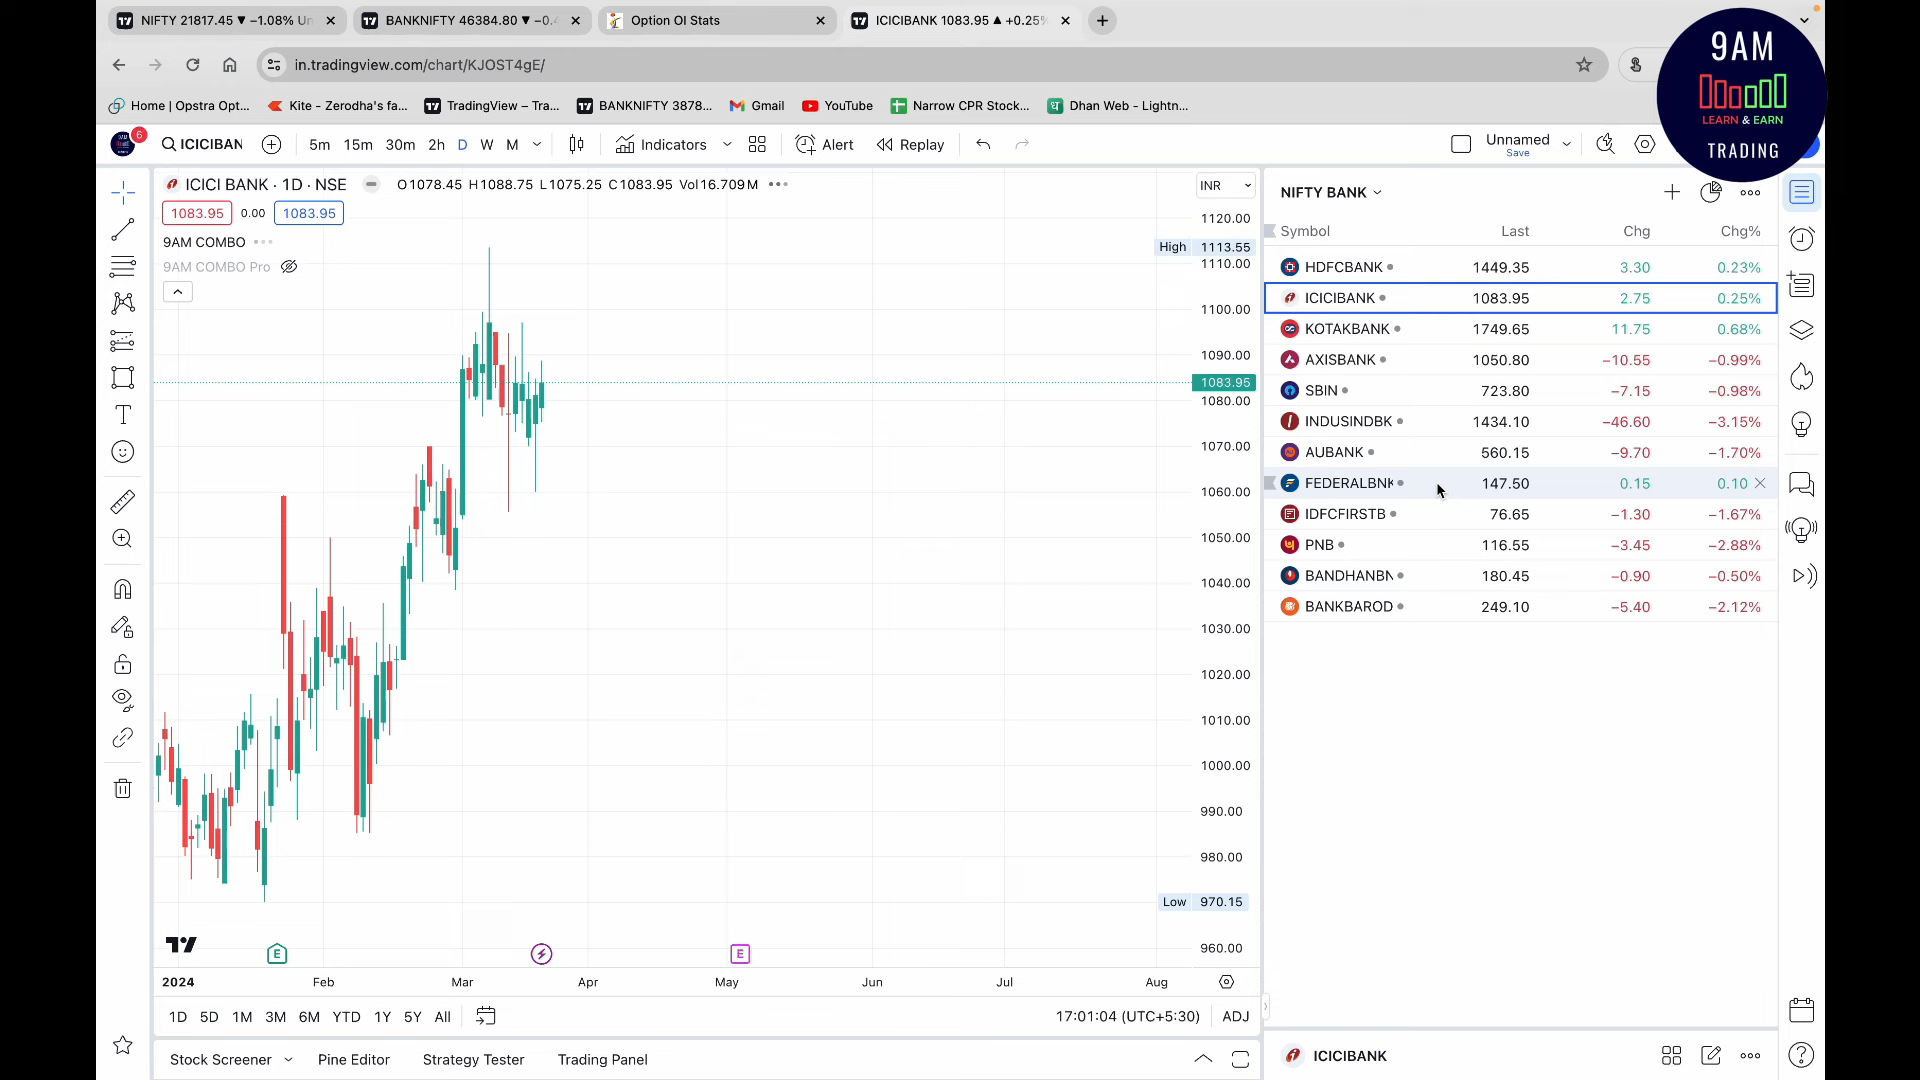 NIFTY 21817.45 ▼ −1.08% Un
BANKNIFTY 46384.80 ▼ −0.4
Option OI Stats
ICICIBANK 1083.95 ▲ +0.25%
in.tradingview.com/chart/KJOST4gE/
Home | Opstra Opt...
Kite - Zerodha's fa...
TradingView – Tra...
BANKNIFTY 3878...
Gmail
YouTube
Narrow CPR Stock...
Dhan Web - Lightn...
9AM
LEARN & EARN
TRADING
6
ICICIBAN
5m 15m 30m 2h D W M
Indicators
Alert
Replay
Unnamed
Save
ICICI BANK · 1D · NSE
O1078.45 H1088.75 L1075.25 C1083.95 Vol16.709M
INR
1083.95 0.00 1083.95
9AM COMBO
9AM COMBO Pro
1120.00
High 1113.55
1110.00
1100.00
1090.00
1083.95
1080.00
1070.00
1060.00
1050.00
1040.00
1030.00
1020.00
1010.00
1000.00
990.00
980.00
Low 970.15
960.00
E
E
2024 Feb Mar Apr May Jun Jul Aug
1D 5D 1M 3M 6M YTD 1Y 5Y All
17:01:04 (UTC+5:30) ADJ
Stock Screener
Pine Editor
Strategy Tester
Trading Panel
NIFTY BANK
Symbol Last Chg Chg%
HDFCBANK 1449.35 3.30 0.23%
ICICIBANK 1083.95 2.75 0.25%
KOTAKBANK 1749.65 11.75 0.68%
AXISBANK 1050.80 −10.55 −0.99%
SBIN 723.80 −7.15 −0.98%
INDUSINDBK 1434.10 −46.60 −3.15%
AUBANK 560.15 −9.70 −1.70%
FEDERALBNK 147.50 0.15 0.10
IDFCFIRSTB 76.65 −1.30 −1.67%
PNB 116.55 −3.45 −2.88%
BANDHANBN 180.45 −0.90 −0.50%
BANKBAROD 249.10 −5.40 −2.12%
ICICIBANK